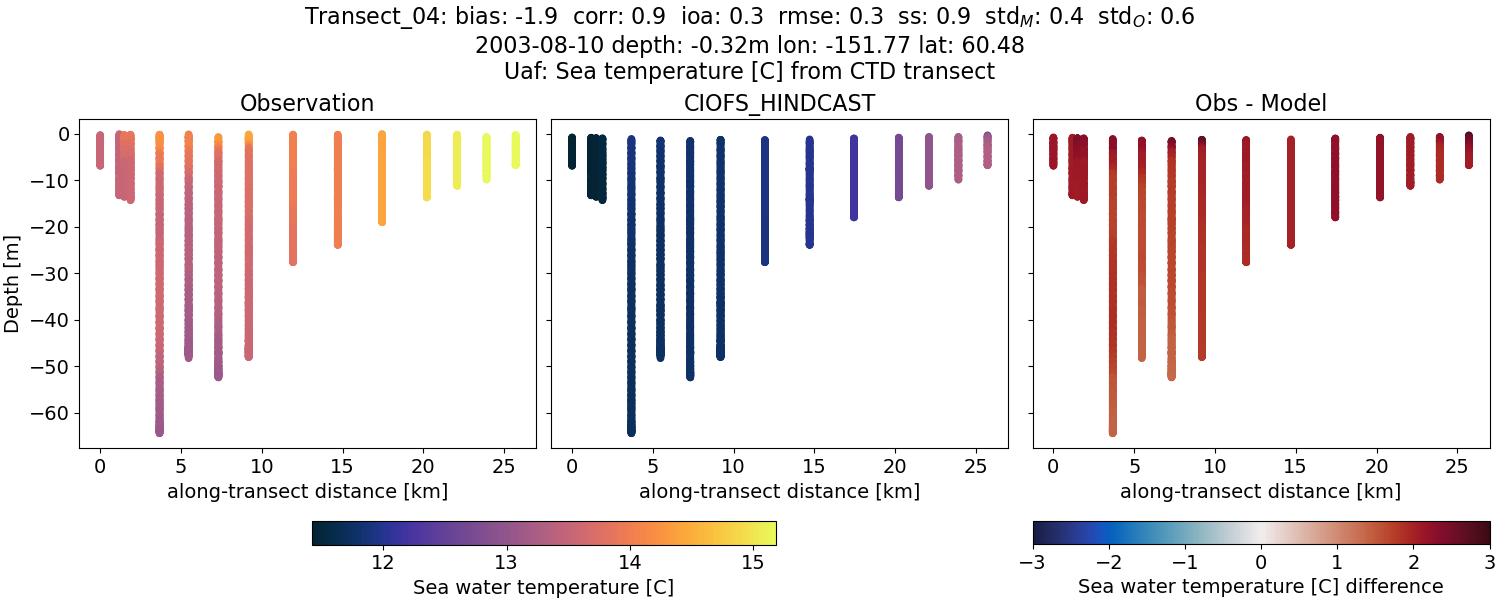 Transect_04: bias: -1.9  corr: 0.9  ioa: 0.3  rmse: 0.3  ss: 0.9  std_M: 0.4  std_O: 0.6
2003-08-10 depth: -0.32m lon: -151.77 lat: 60.48
Uaf: Sea temperature [C] from CTD transect
Observation
CIOFS_HINDCAST
Obs - Model
Depth [m]
0
−10
−20
−30
−40
−50
−60
0 5 10 15 20 25
0 5 10 15 20 25
0 5 10 15 20 25
along-transect distance [km]
along-transect distance [km]
along-transect distance [km]
12 13 14 15
Sea water temperature [C]
−3 −2 −1 0 1 2 3
Sea water temperature [C] difference